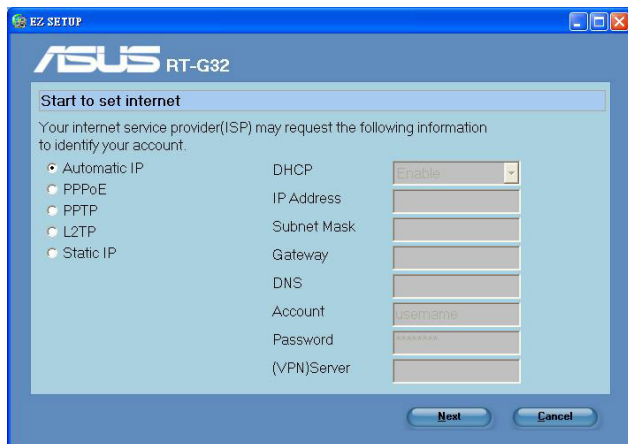 EZ SETUP
ASUS RT-G32
Start to set internet
Your internet service provider(ISP) may request the following information
to identify your account.
Automatic IP
PPPoE
PPTP
L2TP
Static IP
DHCP Enable
IP Address
Subnet Mask
Gateway
DNS
Account username
Password ********
(VPN)Server
Next Cancel